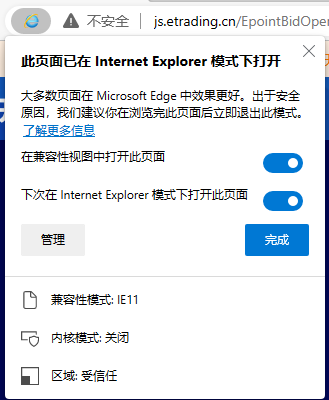 不安全
js.etrading.cn/EpointBidOpen
此页面已在 Internet Explorer 模式下打开
大多数页面在 Microsoft Edge 中效果更好。出于安全
原因，我们建议你在浏览完此页面后立即退出此模式。
了解更多信息
在兼容性视图中打开此页面
下次在 Internet Explorer 模式下打开此页面
管理
完成
兼容性模式: IE11
内核模式: 关闭
区域: 受信任